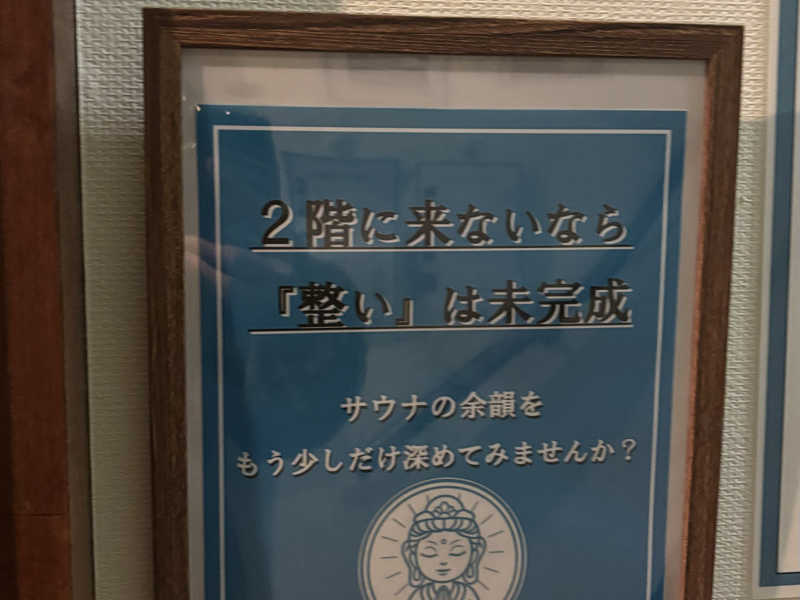 ２階に来ないなら
『整い』は未完成
サウナの余韻を
もう少しだけ深めてみませんか？